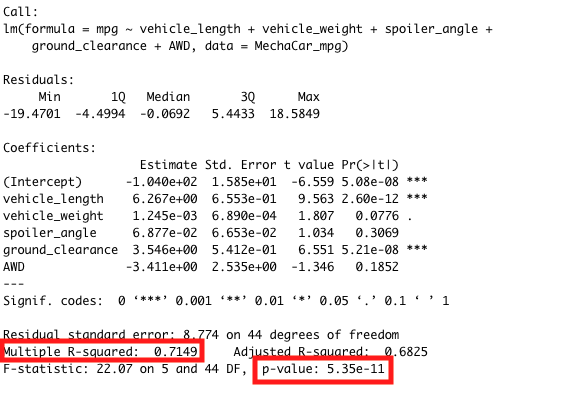 Call:
lm(formula = mpg ~ vehicle_length + vehicle_weight + spoiler_angle +
    ground_clearance + AWD, data = MechaCar_mpg)
Residuals:
     Min       1Q   Median       3Q      Max
-19.4701  -4.4994  -0.0692   5.4433  18.5849
Coefficients:
                   Estimate Std. Error t value Pr(>|t|)
(Intercept)      -1.040e+02  1.585e+01  -6.559 5.08e-08 ***
vehicle_length    6.267e+00  6.553e-01   9.563 2.60e-12 ***
vehicle_weight    1.245e-03  6.890e-04   1.807   0.0776 .
spoiler_angle     6.877e-02  6.653e-02   1.034   0.3069
ground_clearance  3.546e+00  5.412e-01   6.551 5.21e-08 ***
AWD              -3.411e+00  2.535e+00  -1.346   0.1852
---
Signif. codes:  0 ‘***’ 0.001 ‘**’ 0.01 ‘*’ 0.05 ‘.’ 0.1 ‘ ’ 1
Residual standard error: 8.774 on 44 degrees of freedom
Multiple R-squared:  0.7149     Adjusted R-squared:  0.6825
F-statistic: 22.07 on 5 and 44 DF,  p-value: 5.35e-11